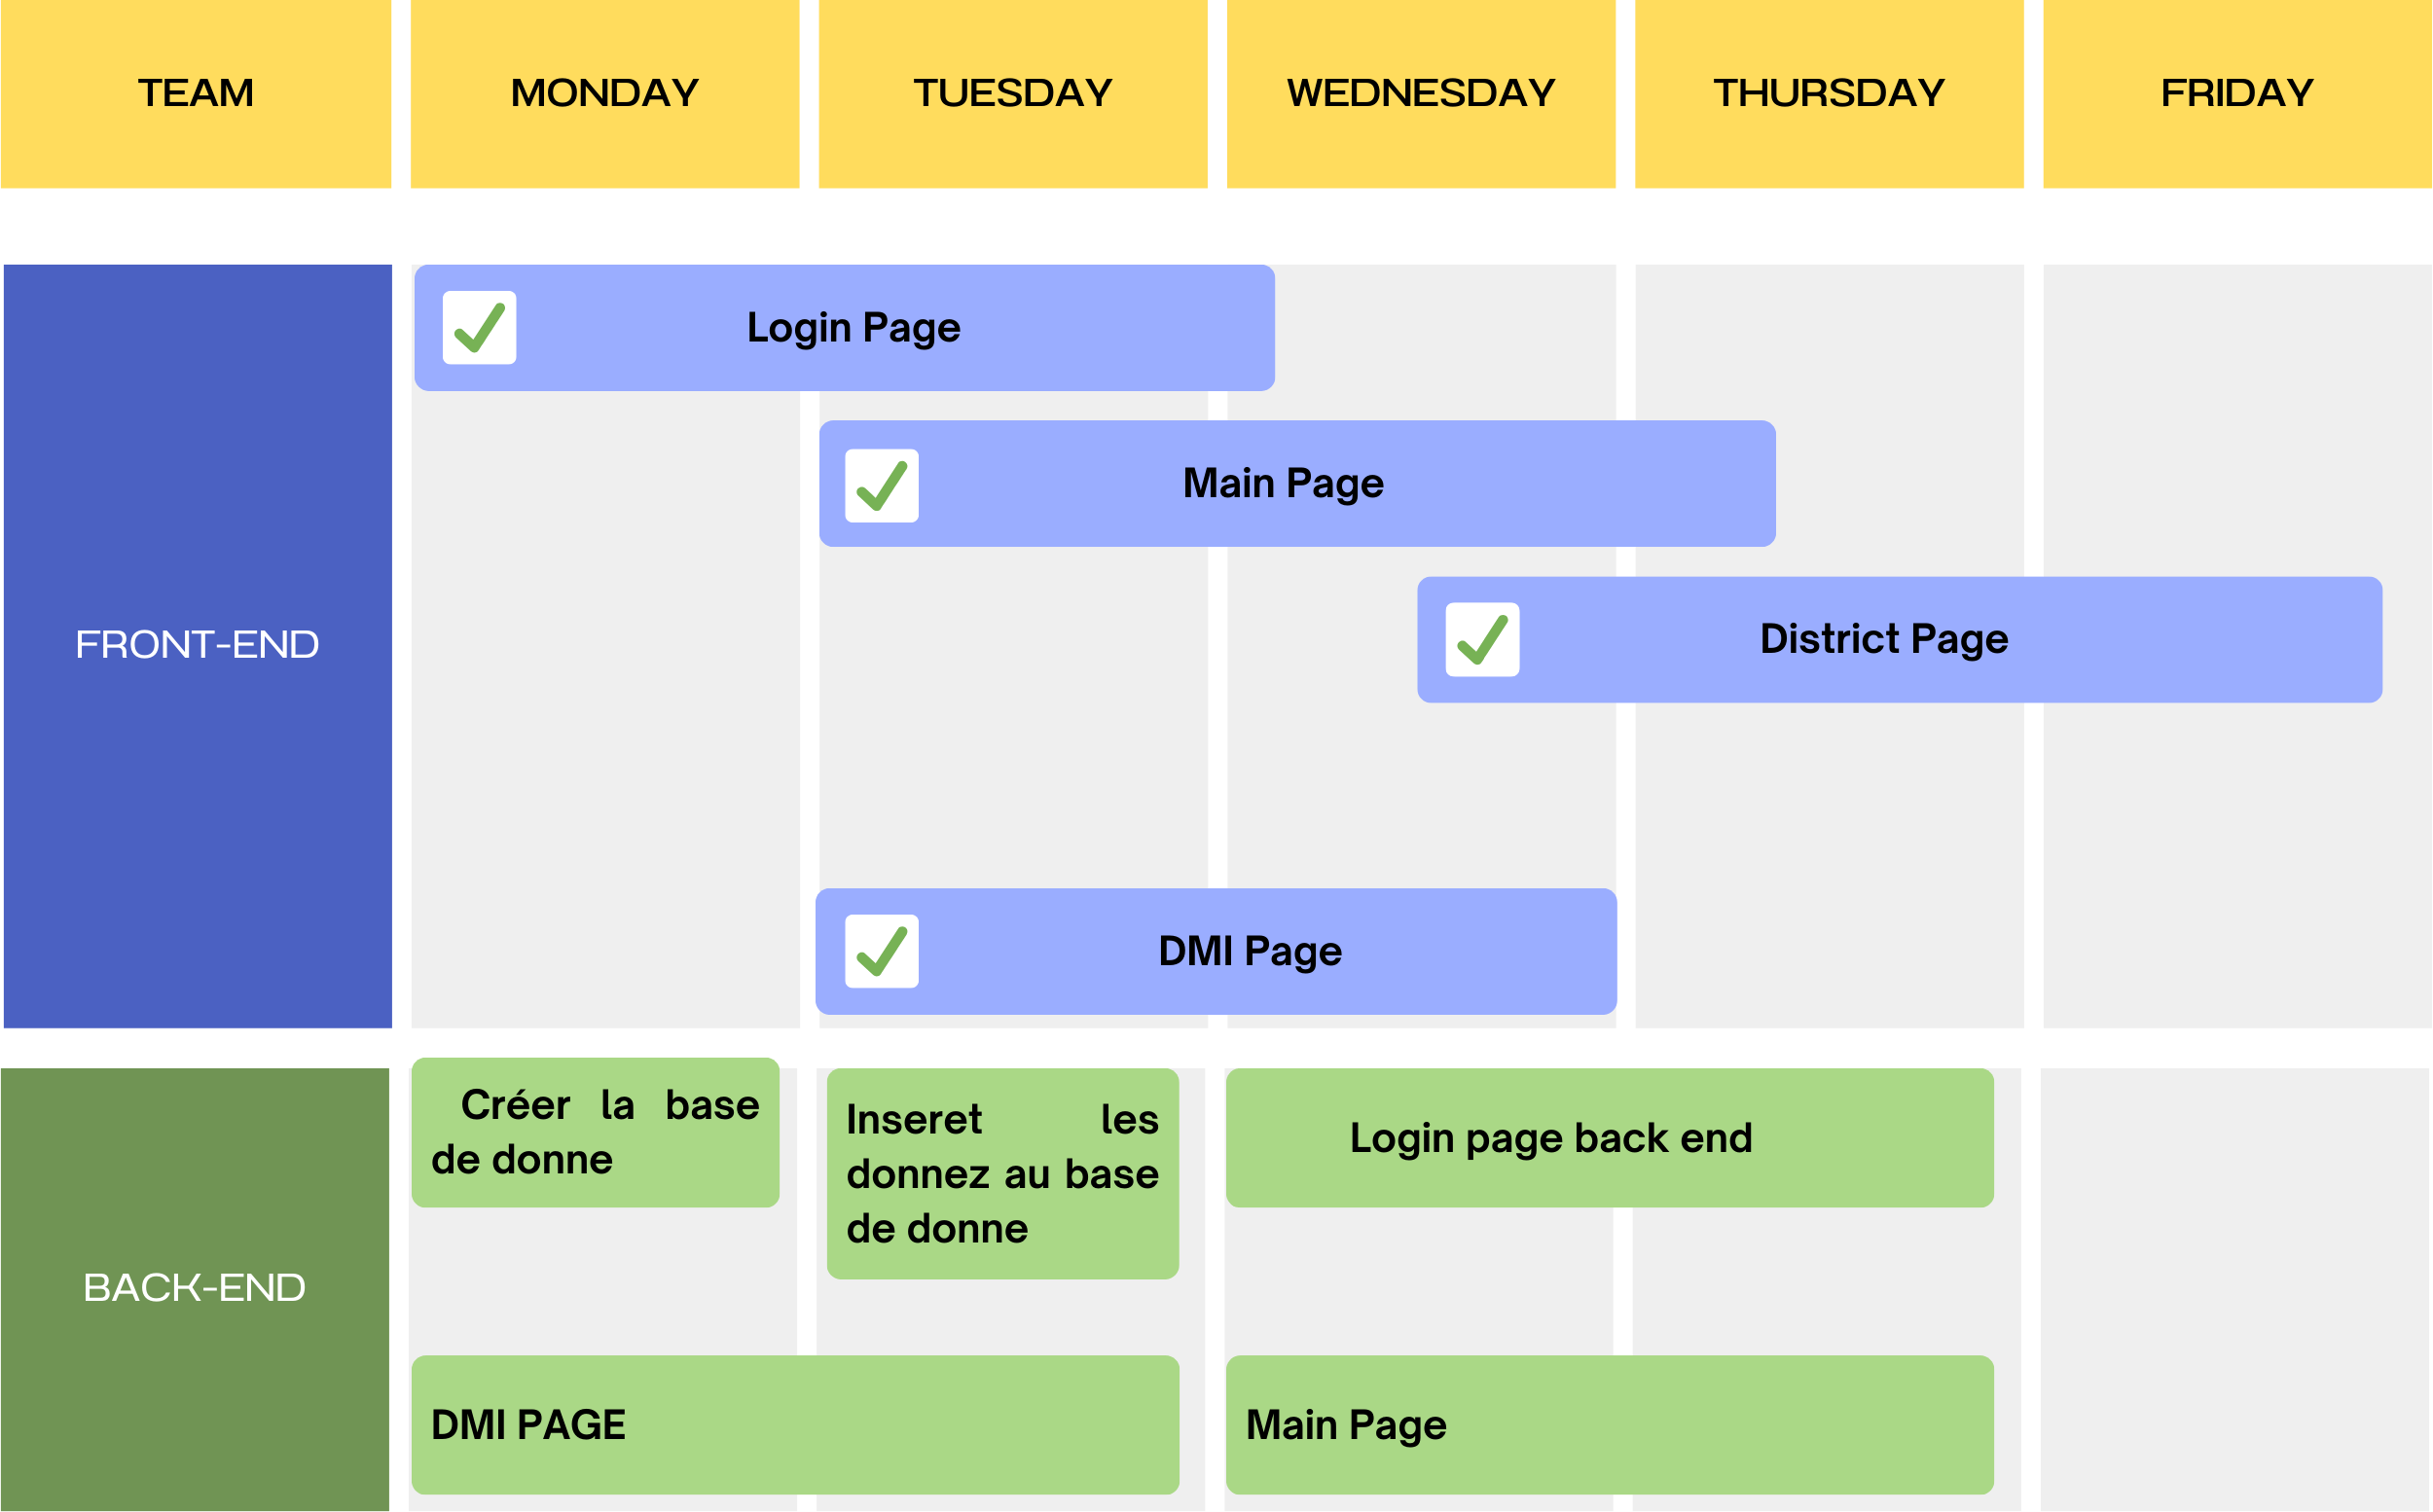 TEAM
MONDAY
TUESDAY
WEDNESDAY
THURSDAY
FRIDAY
FRONT-END
Login Page
Main Page
District Page
DMI Page
BACK-END
Créer la base
de donne
Inseret les
donnez au base
de donne
Login page back end
DMI PAGE
Main Page